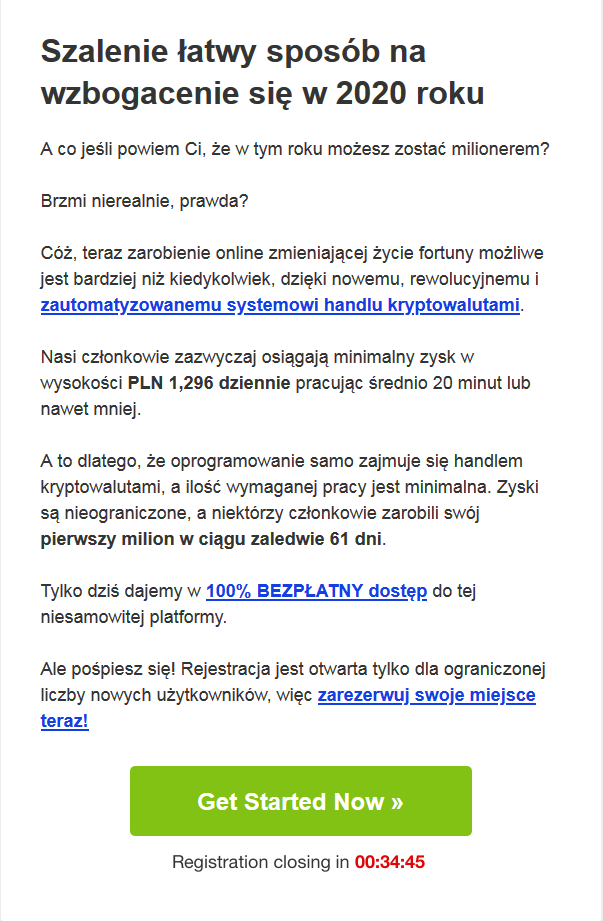 Szalenie łatwy sposób na
wzbogacenie się w 2020 roku
A co jeśli powiem Ci, że w tym roku możesz zostać milionerem?
Brzmi nierealnie, prawda?
Cóż, teraz zarobienie online zmieniającej życie fortuny możliwe
jest bardziej niż kiedykolwiek, dzięki nowemu, rewolucyjnemu i
zautomatyzowanemu systemowi handlu kryptowalutami.
Nasi członkowie zazwyczaj osiągają minimalny zysk w
wysokości PLN 1,296 dziennie pracując średnio 20 minut lub
nawet mniej.
A to dlatego, że oprogramowanie samo zajmuje się handlem
kryptowalutami, a ilość wymaganej pracy jest minimalna. Zyski
są nieograniczone, a niektórzy członkowie zarobili swój
pierwszy milion w ciągu zaledwie 61 dni.
Tylko dziś dajemy w 100% BEZPŁATNY dostęp do tej
niesamowitej platformy.
Ale pośpiesz się! Rejestracja jest otwarta tylko dla ograniczonej
liczby nowych użytkowników, więc zarezerwuj swoje miejsce
teraz!
Get Started Now »
Registration closing in 00:34:45